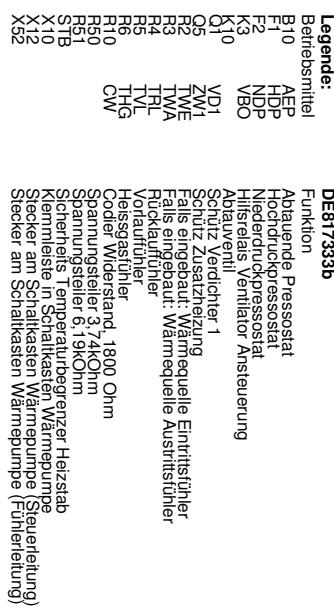 Legende: DE817333b
Betriebsmittel Funktion
B10 AEP Abtauende Pressostat
F1 HDP Hochdruckpressostat
F2 NDP Niederdruckpressostat
K3 VBO Hilfsrelais Ventilator Ansteuerung
K10 Abtauventil
Q1 VD1 Schütz Verdichter 1
Q5 ZW1 Schütz Zusatzheizung
R2 TWE Falls eingebaut: Wärmequelle Eintrittsfühler
R3 TWA Falls eingebaut: Wärmequelle Austrittsfühler
R4 TRL Rücklauffühler
R5 TVL Vorlauffühler
R6 THG Heissgasfühler
R10 CW Codier Widerstand, 1800 Ohm
R50 Spannungsteiler 3,74kOhm
R51 Spannungsteiler 6,19kOhm
STB Sicherheits Temperaturbegrenzer Heizstab
X10 Klemmleiste in Schaltkasten Wärmepumpe
X12 Stecker am Schaltkasten Wärmepumpe (Steuerleitung)
X52 Stecker am Schaltkasten Wärmepumpe (Fühlerleitung)